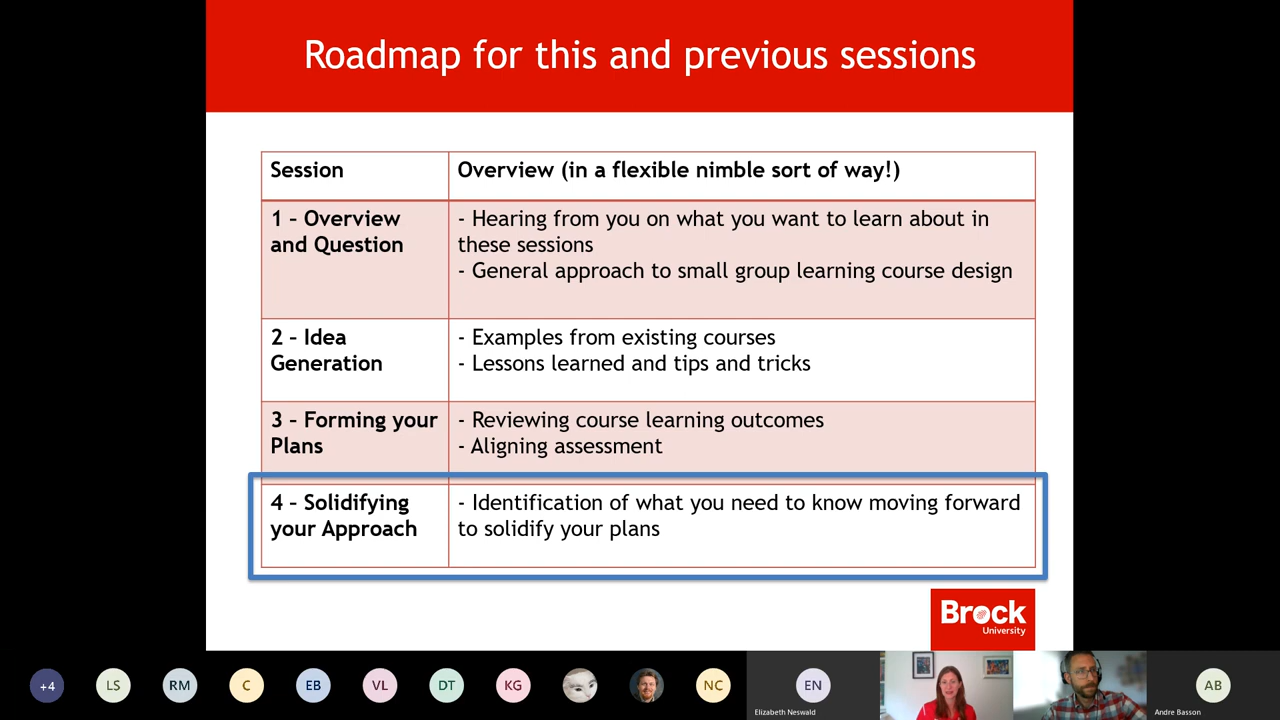 Roadmap for this and previous sessions
Session
Overview (in a flexible nimble sort of way!)
1 – Overview
and Question
- Hearing from you on what you want to learn about in
these sessions
- General approach to small group learning course design
2 – Idea
Generation
- Examples from existing courses
- Lessons learned and tips and tricks
3 – Forming your
Plans
- Reviewing course learning outcomes
- Aligning assessment
4 – Solidifying
your Approach
- Identification of what you need to know moving forward
to solidify your plans
Brock
University
+4
LS
RM
C
EB
VL
DT
KG
NC
EN
AB
Elizabeth Neswald
Andre Basson